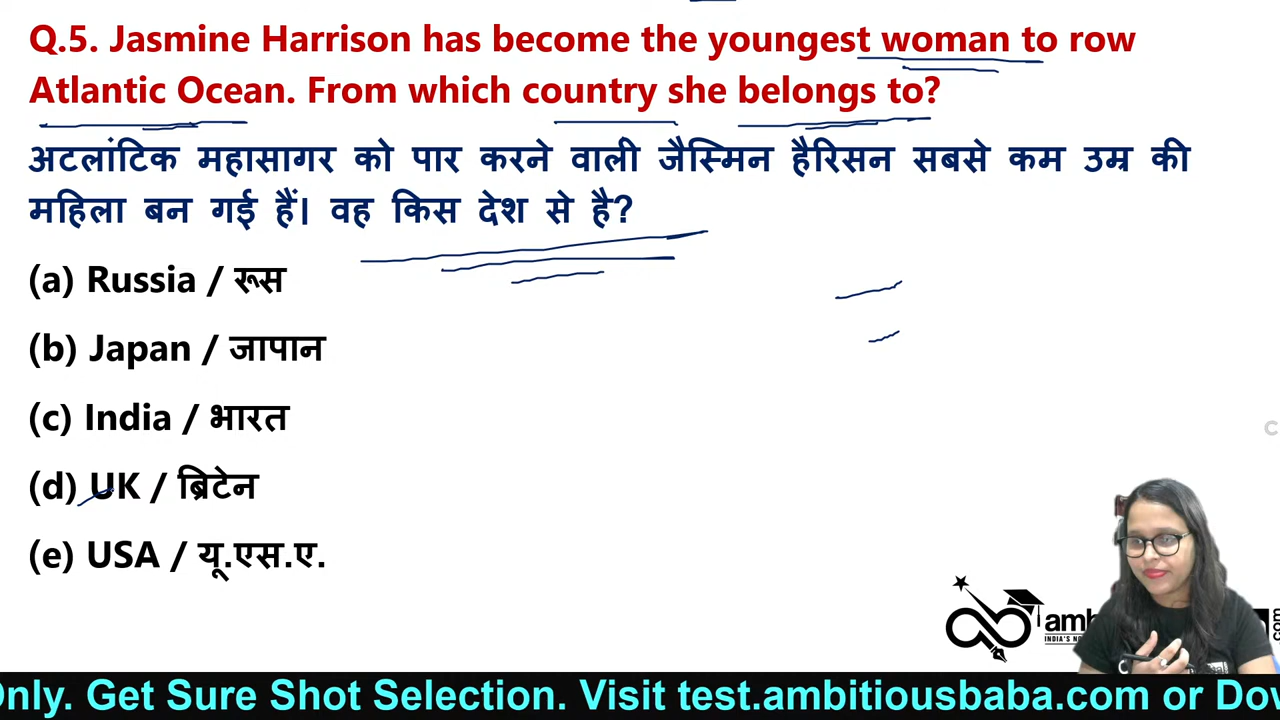 Q.5. Jasmine Harrison has become the youngest woman to row
Atlantic Ocean. From which country she belongs to?
अटलांटिक महासागर को पार करने वाली जैस्मिन हैरिसन सबसे कम उम्र की
महिला बन गई हैं। वह किस देश से है?
(a) Russia / रूस
(b) Japan / जापान
(c) India / भारत
(d) UK / ब्रिटेन
(e) USA / यू.एस.ए.
Only. Get Sure Shot Selection. Visit test.ambitiousbaba.com or